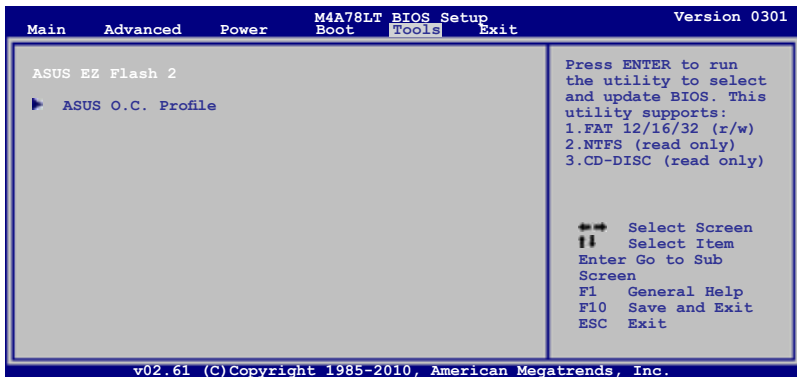 M4A78LT BIOS Setup Version 0301
Main Advanced Power Boot Tools Exit
ASUS EZ Flash 2
ASUS O.C. Profile
Press ENTER to run
the utility to select
and update BIOS. This
utility supports:
1.FAT 12/16/32 (r/w)
2.NTFS (read only)
3.CD-DISC (read only)
Select Screen
Select Item
Enter Go to Sub
Screen
F1 General Help
F10 Save and Exit
ESC Exit
v02.61 (C)Copyright 1985-2010, American Megatrends, Inc.